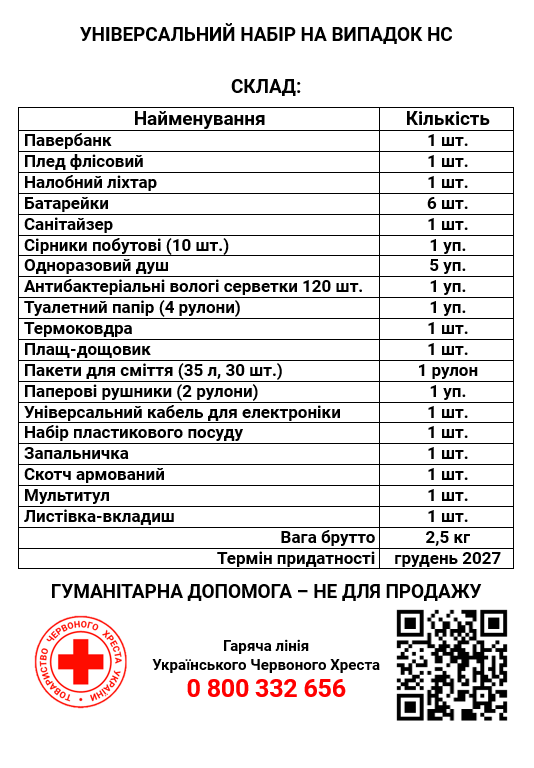 УНІВЕРСАЛЬНИЙ НАБІР НА ВИПАДОК НС
СКЛАД:
Найменування Кількість
Павербанк 1 шт.
Плед флісовий 1 шт.
Налобний ліхтар 1 шт.
Батарейки 6 шт.
Санітайзер 1 шт.
Сірники побутові (10 шт.) 1 уп.
Одноразовий душ 5 уп.
Антибактеріальні вологі серветки 120 шт. 1 уп.
Туалетний папір (4 рулони) 1 уп.
Термоковдра 1 шт.
Плащ-дощовик 1 шт.
Пакети для сміття (35 л, 30 шт.) 1 рулон
Паперові рушники (2 рулони) 1 уп.
Універсальний кабель для електроніки 1 шт.
Набір пластикового посуду 1 шт.
Запальничка 1 шт.
Скотч армований 1 шт.
Мультитул 1 шт.
Листівка-вкладиш 1 шт.
Вага брутто 2,5 кг
Термін придатності грудень 2027
ГУМАНІТАРНА ДОПОМОГА – НЕ ДЛЯ ПРОДАЖУ
ТОВАРИСТВО ЧЕРВОНОГО ХРЕСТА УКРАЇНИ
Гаряча лінія
Українського Червоного Хреста
0 800 332 656